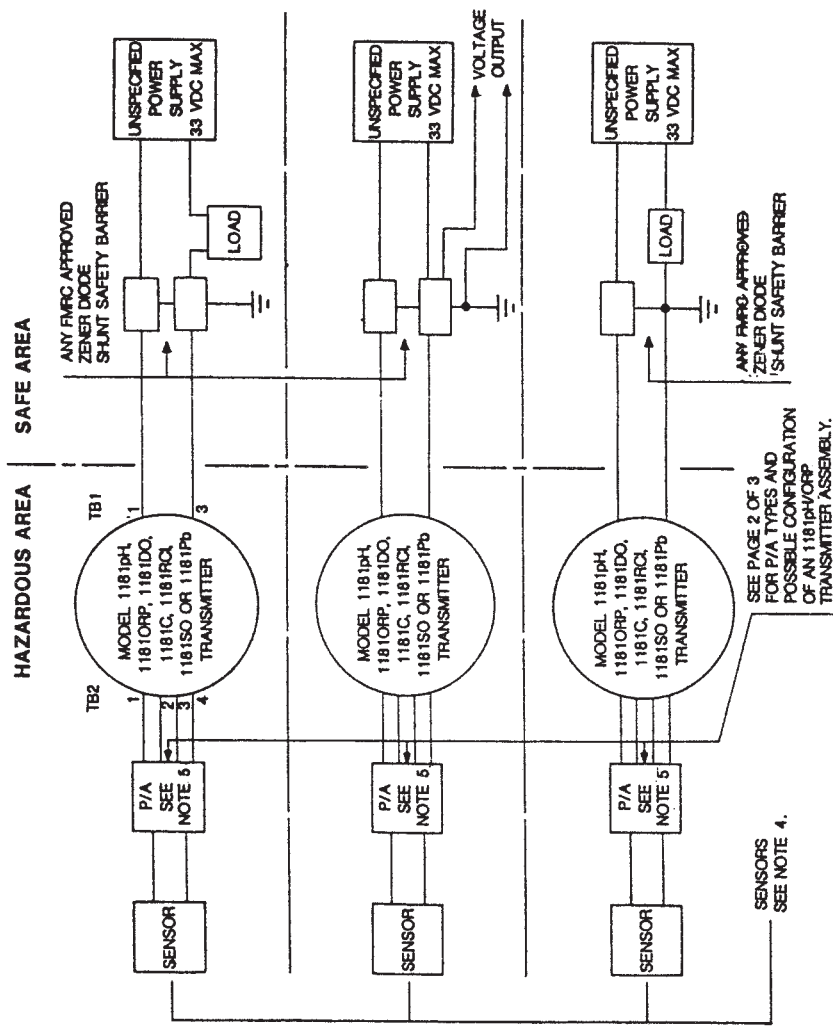 HAZARDOUS AREA
SAFE AREA
ANY FMRC APPROVED
ZENER DIODE
SHUNT SAFETY BARRIER
TB2
TB1
1
2
3
4
1
3
SENSOR
P/A
SEE
NOTE 5
MODEL 1181pH,
1181ORP, 1181DO,
1181C, 1181RCI,
1181SO OR 1181Pb
TRANSMITTER
LOAD
UNSPECIFIED
POWER
SUPPLY
33 VDC MAX
SENSOR
P/A
SEE
NOTE 5
MODEL 1181pH,
1181ORP, 1181DO,
1181C, 1181RCI,
1181SO OR 1181Pb
TRANSMITTER
UNSPECIFIED
POWER
SUPPLY
33 VDC MAX
VOLTAGE
OUTPUT
SENSOR
P/A
SEE
NOTE 5
MODEL 1181pH,
1181ORP, 1181DO,
1181C, 1181RCI,
1181SO OR 1181Pb
TRANSMITTER
LOAD
UNSPECIFIED
POWER
SUPPLY
33 VDC MAX
SENSORS
SEE NOTE 4.
SEE PAGE 2 OF 3
FOR P/A TYPES AND
POSSIBLE CONFIGURATION
OF AN 1181pH/ORP
TRANSMITTER ASSEMBLY.
ANY FMRC APPROVED
ZENER DIODE
SHUNT SAFETY BARRIER